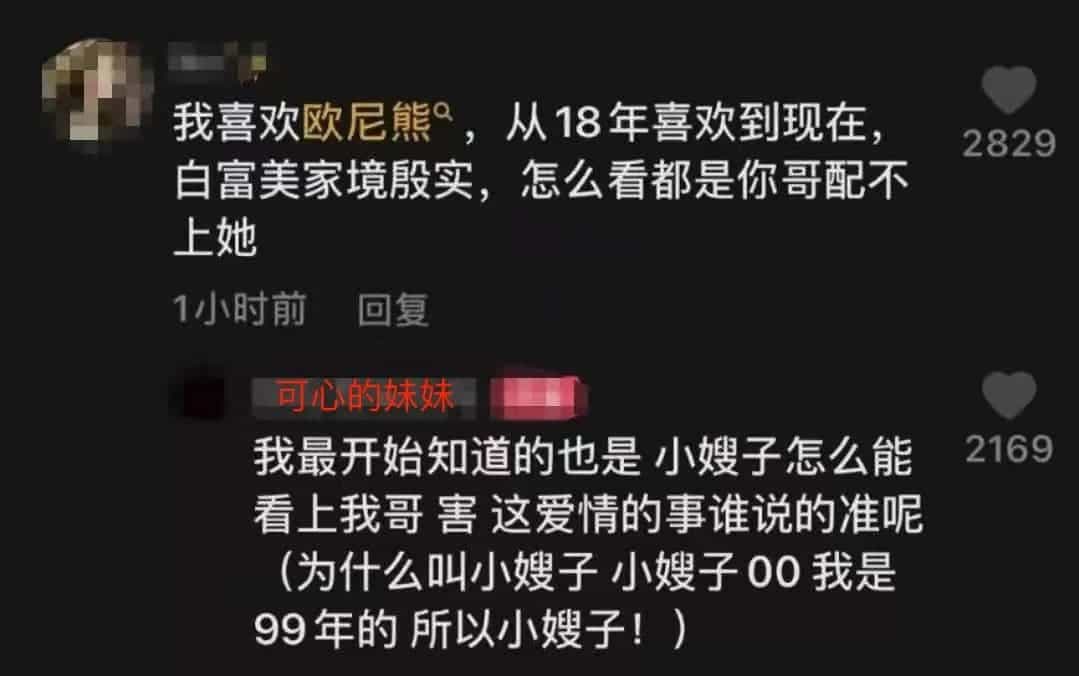 我喜欢欧尼熊，从18年喜欢到现在，
白富美家境殷实，怎么看都是你哥配不
上她
2829
1小时前 回复
可心的妹妹
我最开始知道的也是 小嫂子怎么能
看上我哥 害 这爱情的事谁说的准呢
（为什么叫小嫂子 小嫂子00 我是
99年的 所以小嫂子！）
2169